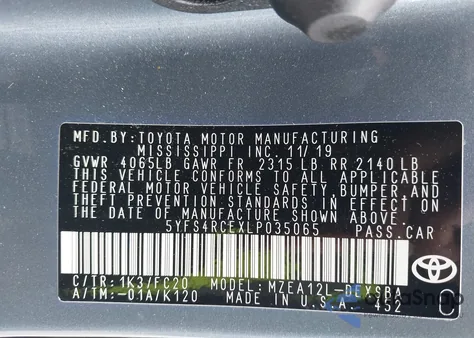 MFD.BY:TOYOTA MOTOR MANUFACTURING
MISSISSIPPI INC. 11/19
GVWR 4065LB GAWR FR 2315 LB RR 2140 LB
THIS VEHICLE CONFORMS TO ALL APPLICABLE
FEDERAL MOTOR VEHICLE SAFETY, BUMPER, AND
THEFT PREVENTION STANDARDS IN EFFECT ON
THE DATE OF MANUFACTURE SHOWN ABOVE.
5YFS4RCEXLP035065 PASS.CAR
C/TR: 1K3/FC20 MODEL: MZEA12L-DEXSBA
A/TM: -01A/K120 MADE IN U.S.A. 452